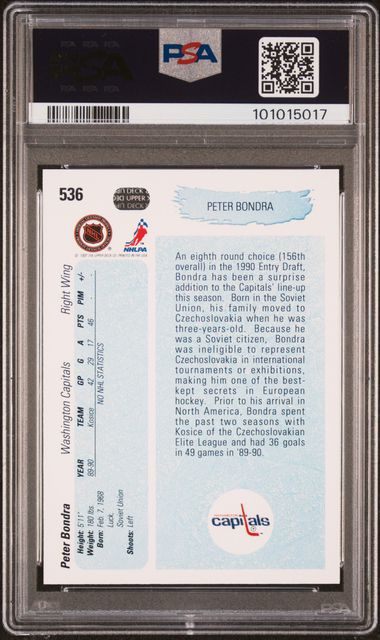 PSA
PSA
101015017
536
UPPER DECK
PETER BONDRA
NHLPA
An eighth round choice (156th
overall) in the 1990 Entry Draft,
Bondra has been a surprise
addition to the Capitals' line-up
this season. Born in the Soviet
Union, his family moved to
Czechoslovakia when he was
three-years-old. Because he
was a Soviet citizen, Bondra
was ineligible to represent
Czechoslovakia in international
tournaments or exhibitions,
making him one of the best-
kept secrets in European
hockey. Prior to his arrival in
North America, Bondra spent
the past two seasons with
Kosice of the Czechoslovakian
Elite League and had 36 goals
in 49 games in '89-90.
capitals
Peter Bondra Washington Capitals Right Wing
Height: 5'11"
Weight: 180 lbs.
Born: Feb. 7, 1968
Luck,
Soviet Union
Shoots: Left
YEAR TEAM GP G A PTS PIM +/-
89-90 Kosice 42 29 17 46 - -
NO NHL STATISTICS